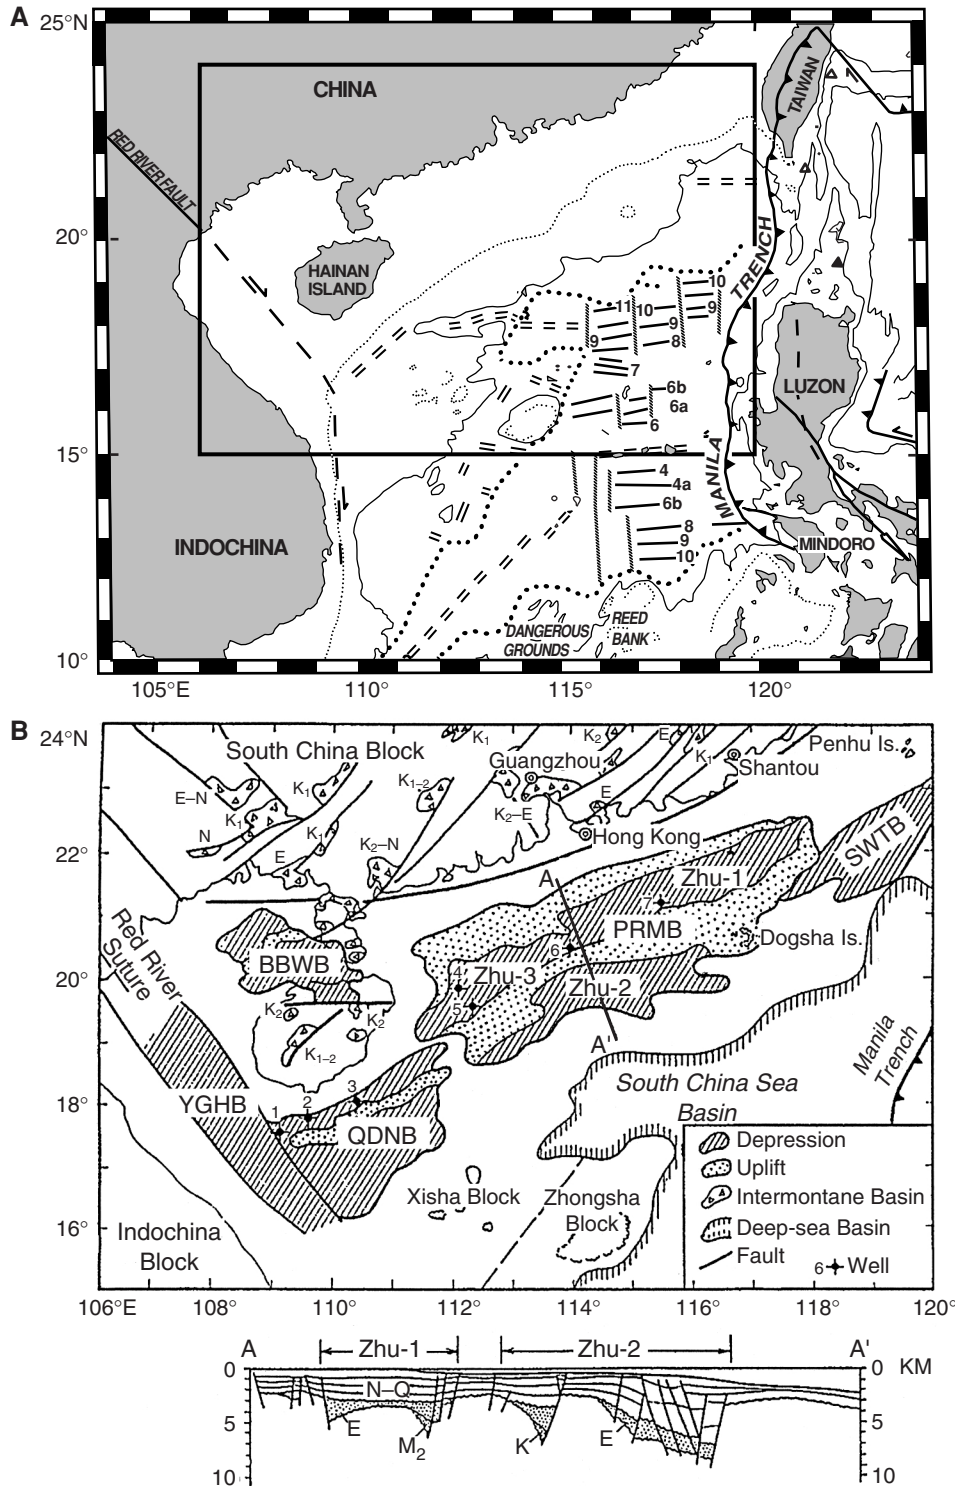 A
25°N
CHINA
TAIWAN
RED RIVER FAULT
20°
HAINAN
ISLAND
TRENCH
10
11
10
9
9
9
8
7
6b
6a
6
LUZON
15°
MANILA
4
4a
6b
8
9
10
INDOCHINA
MINDORO
DANGEROUS
GROUNDS
REED
BANK
10°
105°E
110°
115°
120°
B
24°N
South China Block
K1
K2
E
K1
Penhu Is.
Guangzhou
Shantou
E–N
K1
K1–2
K1
K2–E
E
N
K1
K2–N
Hong Kong
E
22°
SWTB
A
Zhu-1
7
PRMB
Red River
Suture
BBWB
6
Dogsha Is.
4
Zhu-3
20°
Zhu-2
5
K2
K2
A'
K1–2
Manila
Trench
South China Sea
Basin
YGHB
18°
3
2
1
QDNB
Depression
Uplift
Xisha Block
Zhongsha
Block
Intermontane Basin
Deep-sea Basin
16°
Indochina
Block
Fault
6 Well
106°E
108°
110°
112°
114°
116°
118°
120°
A
Zhu-1
Zhu-2
A'
0
0
KM
N–Q
E
M2
K
E
5
5
10
10